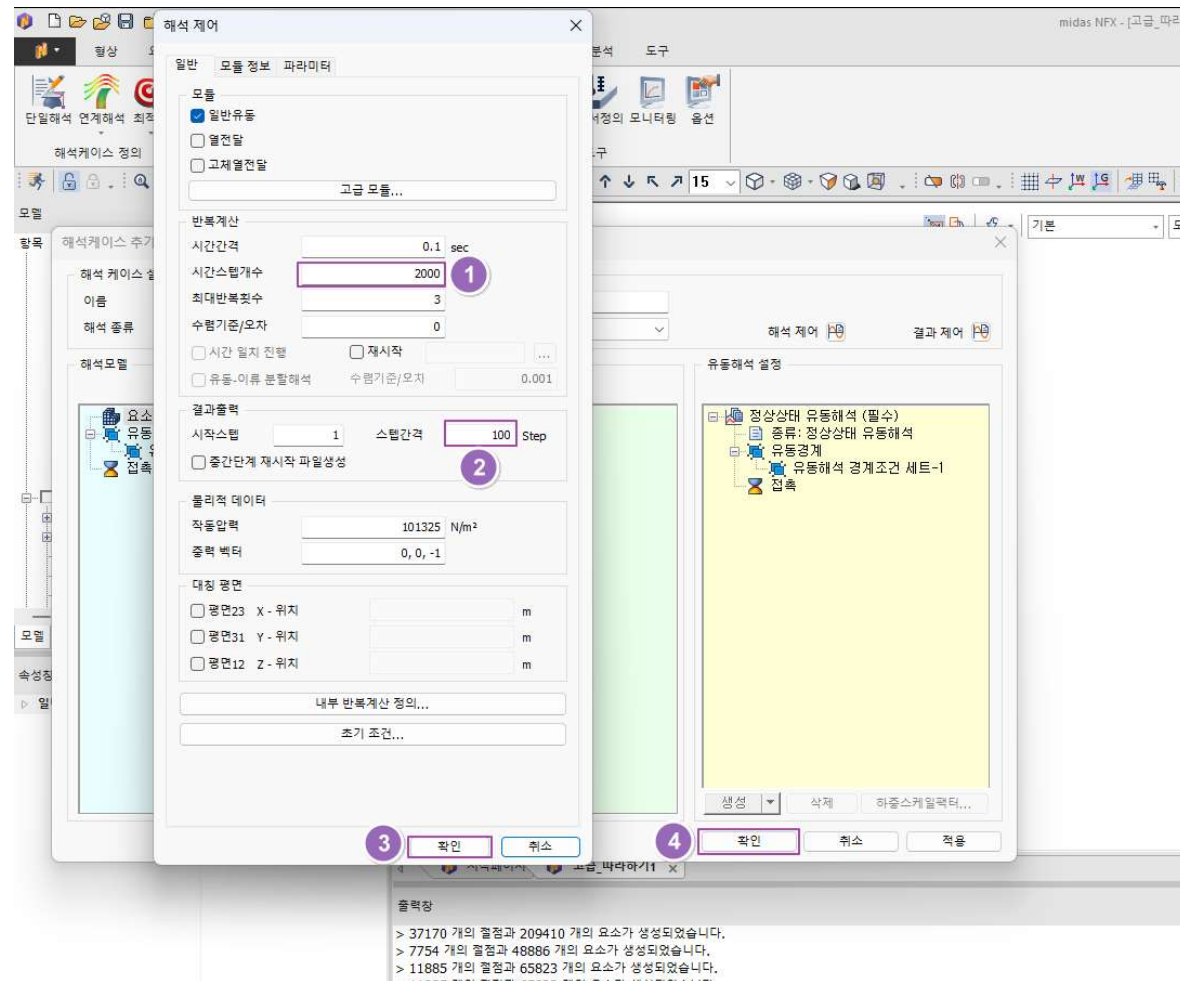 해석 제어
midas NFX - [고급_따라
형상
분석
도구
일반 모듈 정보 파라미터
단일해석 연계해석 최적
모니터링 옵션
해석케이스 정의
15
모델
항목
기본
해석케이스 추가
모듈
일반유동
열전달
고체열전달
고급 모듈...
반복계산
시간간격 0.1 sec
시간스텝개수 2000 1
최대반복횟수 3
수렴기준/오차 0
시간 일치 진행 재시작 ...
유동-이류 분할해석 수렴기준/오차 0.001
결과출력
시작스텝 1 스텝간격 100 Step
중간단계 재시작 파일생성 2
물리적 데이터
작동압력 101325 N/m²
중력 벡터 0, 0, -1
대칭 평면
평면23 X - 위치 m
평면31 Y - 위치 m
평면12 Z - 위치 m
내부 반복계산 정의...
초기 조건...
3 확인 취소
해석 케이스
이름
해석 종류
해석모델
요소
유동
접촉
해석 제어
결과 제어
유동해석 설정
정상상태 유동해석 (필수)
종류: 정상상태 유동해석
유동경계
유동해석 경계조건 세트-1
접촉
생성 삭제 하중스케일팩터...
4 확인 취소 적용
모델
속성창
고급_따라하기1
출력창
> 37170 개의 절점과 209410 개의 요소가 생성되었습니다.
> 7754 개의 절점과 48886 개의 요소가 생성되었습니다.
> 11885 개의 절점과 65823 개의 요소가 생성되었습니다.